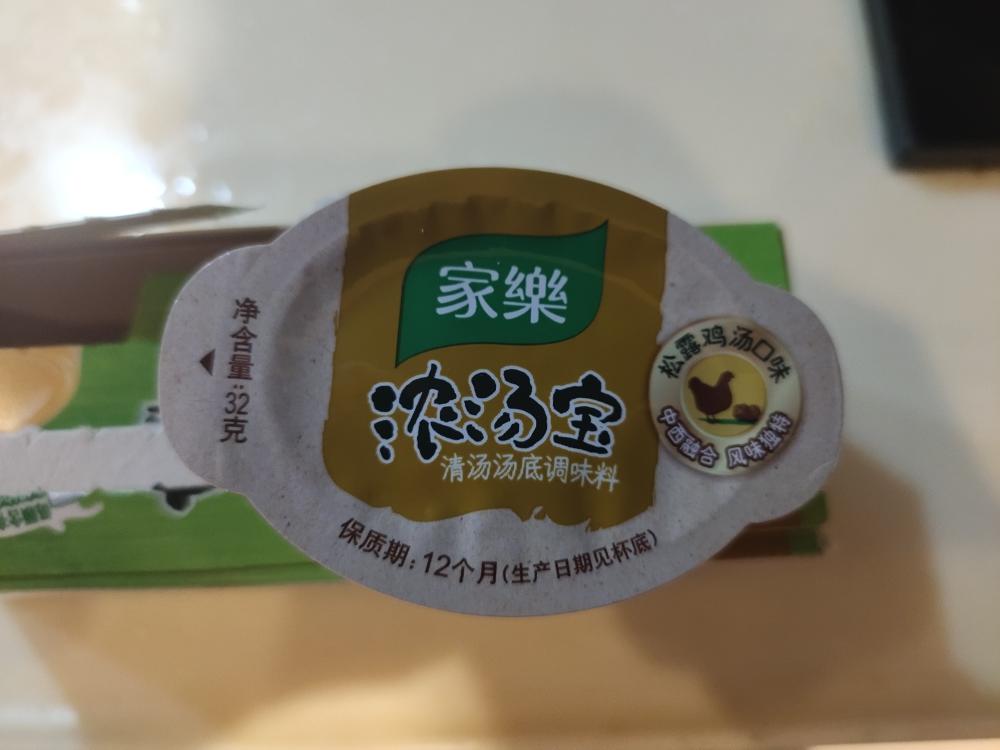 家樂
浓汤宝
清汤汤底调味料
净含量:32克
松露鸡汤口味
中西融合 风味独特
保质期:12个月(生产日期见杯底)